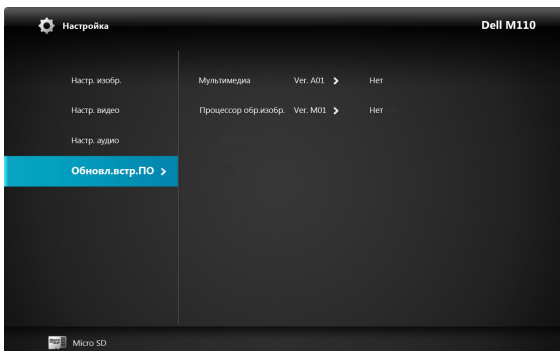 Настройка
Dell M110
Настр. изобр.
Мультимедиа Ver. A01 Нет
Настр. видео
Процессор обр.изобр. Ver. M01 Нет
Настр. аудио
Обновл.встр.ПО
Micro SD